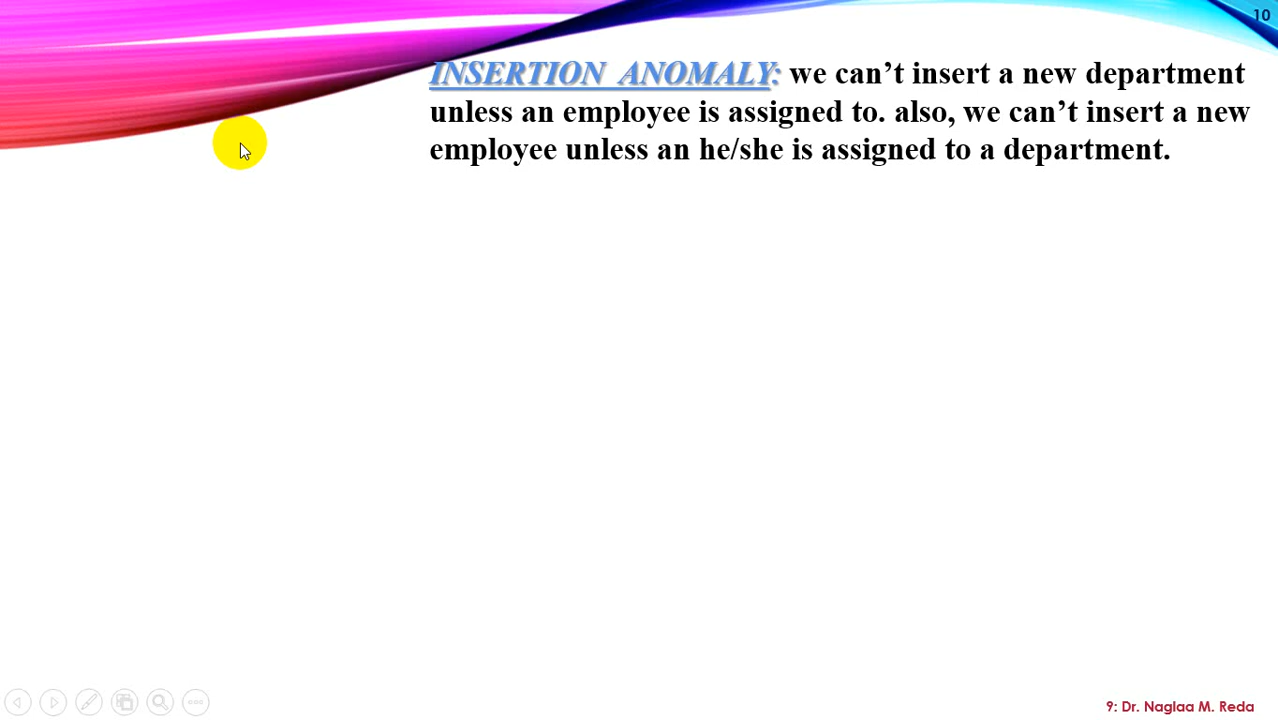 10
INSERTION ANOMALY: we can’t insert a new department
unless an employee is assigned to. also, we can’t insert a new
employee unless an he/she is assigned to a department.
9: Dr. Naglaa M. Reda